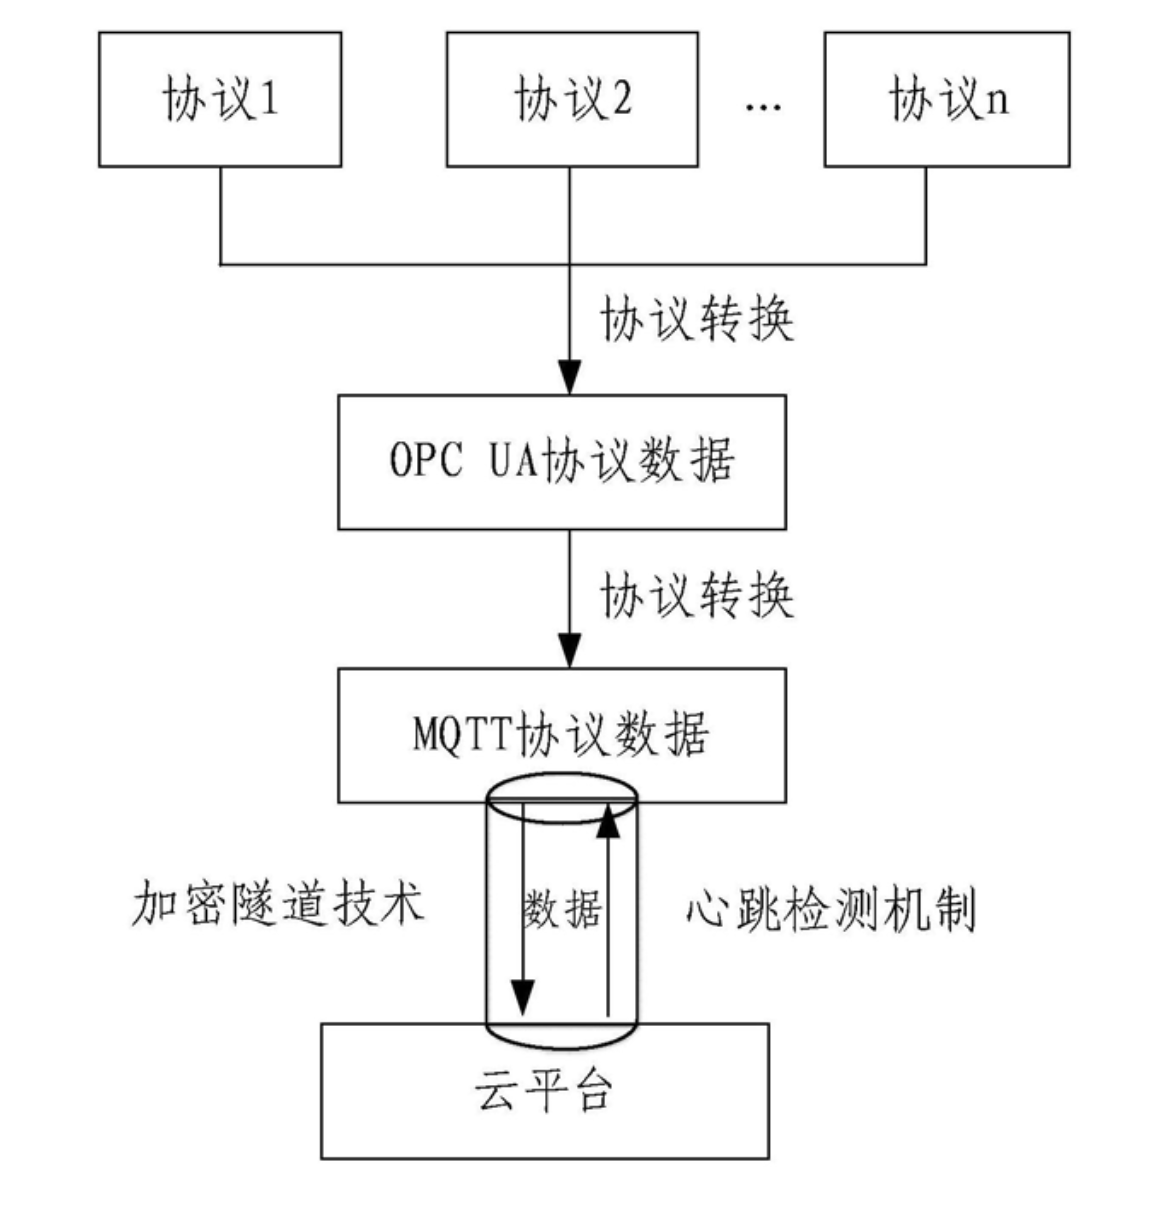 协议1
协议2
...
协议n
协议转换
OPC UA协议数据
协议转换
MQTT协议数据
加密隧道技术
数据
心跳检测机制
云平台